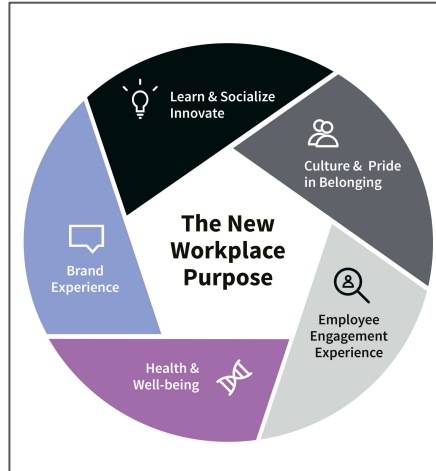 Learn & Socialize
Innovate
Culture & Pride
in Belonging
The New
Workplace
Purpose
Brand
Experience
Employee
Engagement
Experience
Health &
Well-being